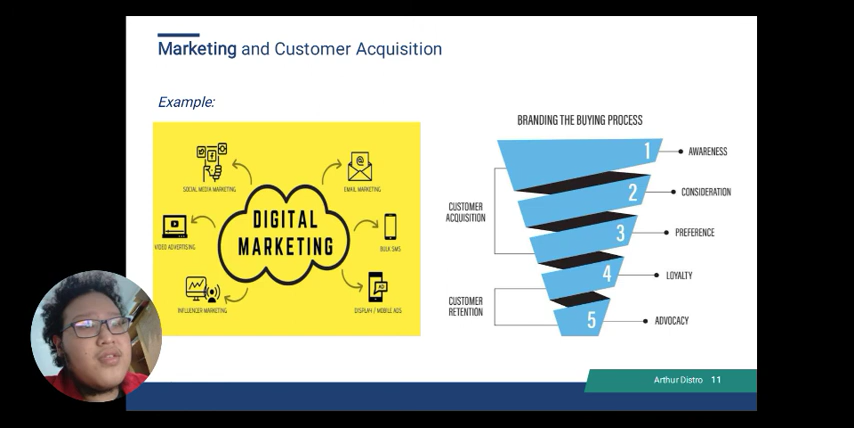 Marketing and Customer Acquisition
Example:
SOCIAL MEDIA MARKETING
EMAIL MARKETING
DIGITAL
MARKETING
VIDEO ADVERTISING
BULK SMS
INFLUENCER MARKETING
DISPLAY / MOBILE ADS
BRANDING THE BUYING PROCESS
1 AWARENESS
2 CONSIDERATION
CUSTOMER
ACQUISITION
3 PREFERENCE
4 LOYALTY
CUSTOMER
RETENTION
5 ADVOCACY
Arthur Distro 11